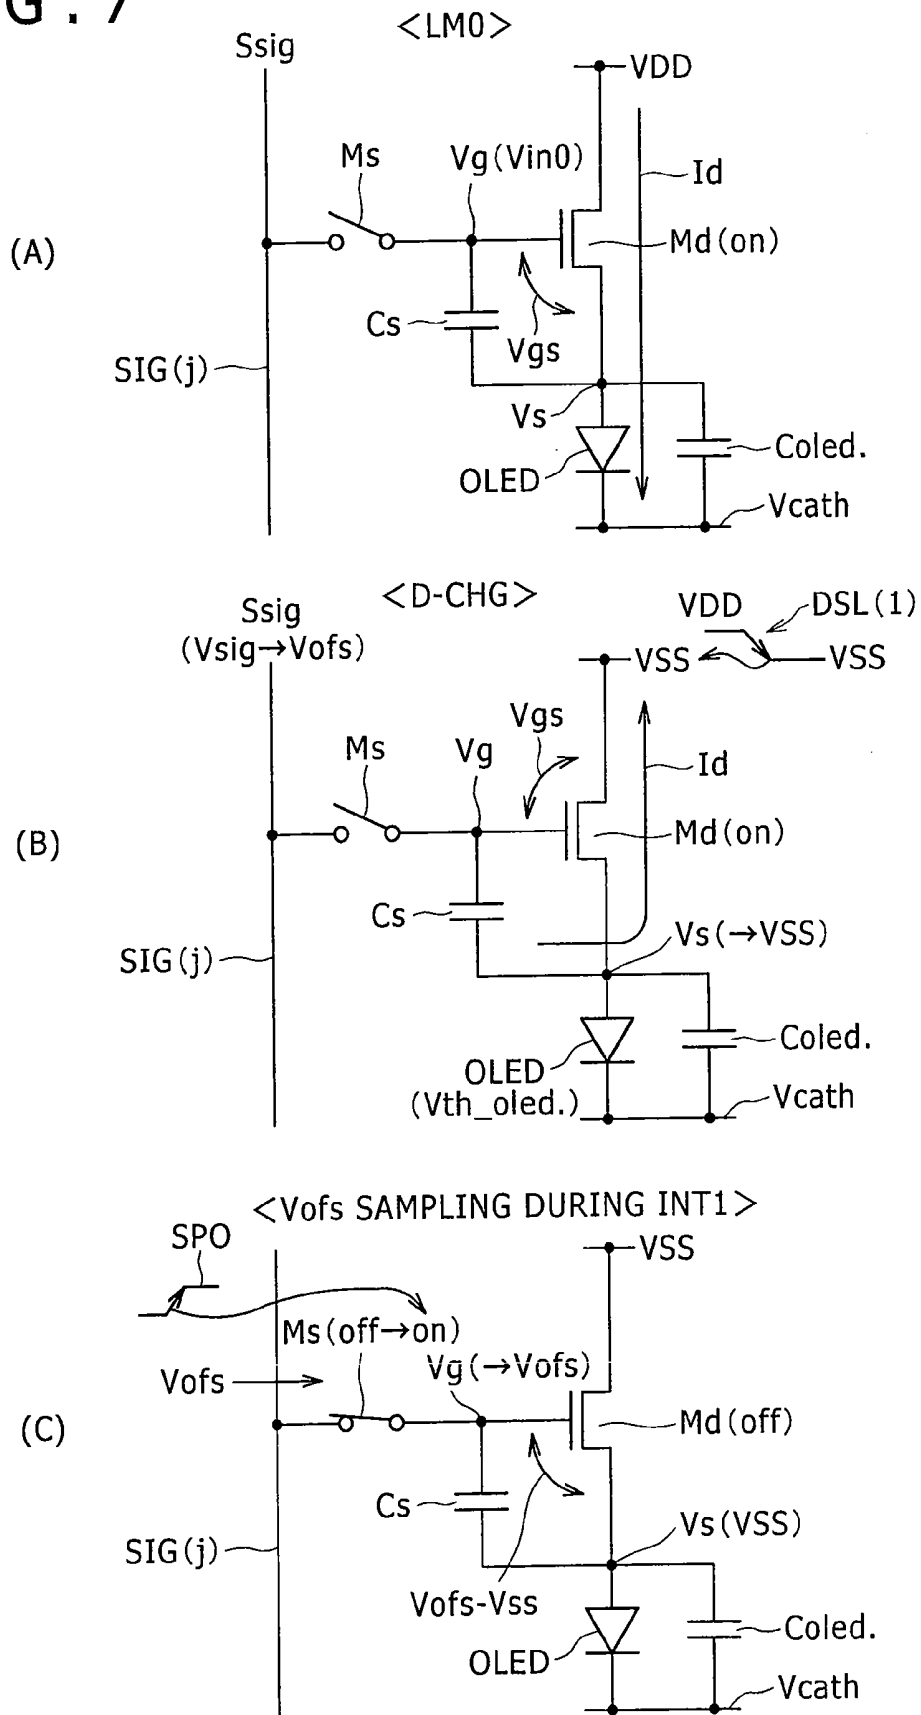 G.7
<LM0>
Ssig
VDD
Ms
Vg(Vin0)
Id
(A)
Md(on)
Cs
Vgs
SIG(j)
Vs
Coled.
OLED
Vcath
<D-CHG>
Ssig
(Vsig→Vofs)
VDD
DSL(1)
VSS
VSS
Vgs
Ms
Vg
Id
(B)
Md(on)
Cs
Vs(→VSS)
SIG(j)
Coled.
OLED
(Vth_oled.)
Vcath
<Vofs SAMPLING DURING INT1>
SPO
VSS
Ms(off→on)
Vofs
Vg(→Vofs)
(C)
Md(off)
Cs
Vs(VSS)
SIG(j)
Vofs-Vss
Coled.
OLED
Vcath